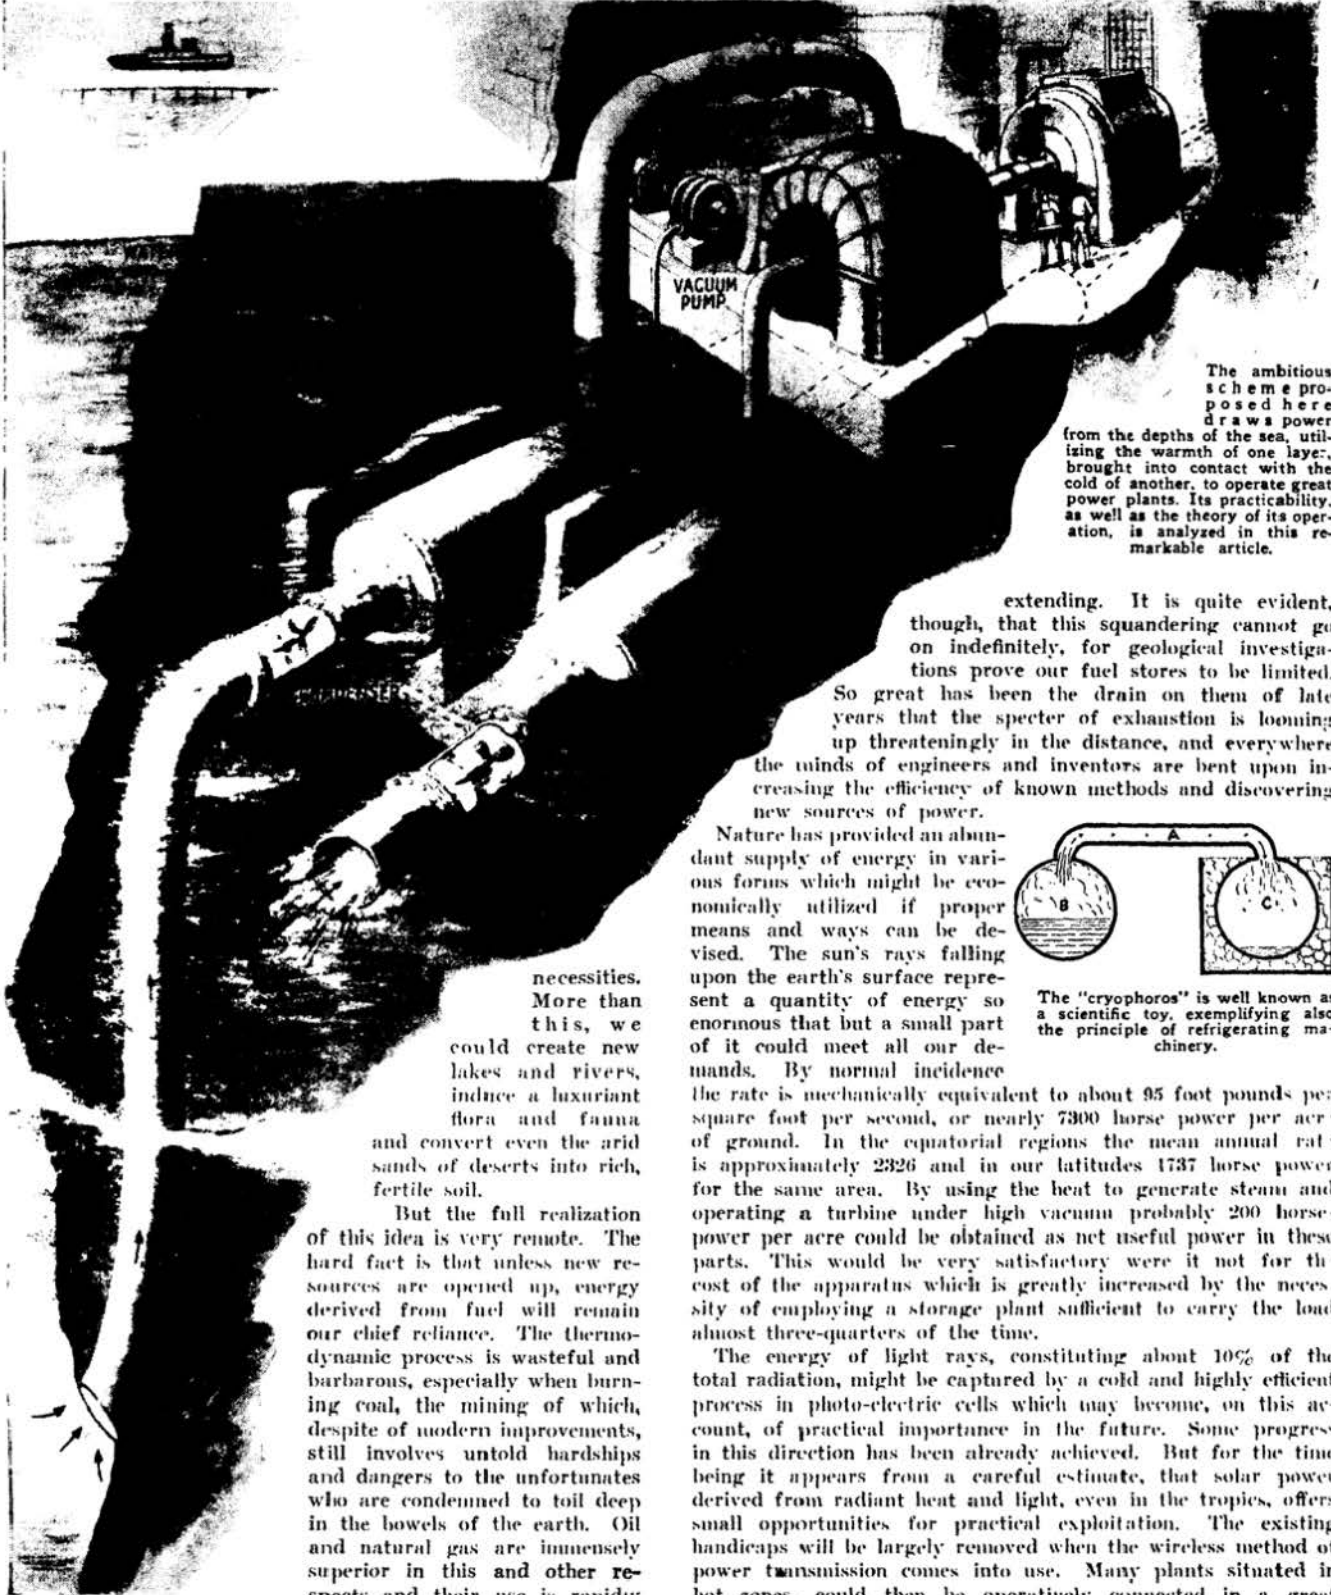 VACUUM
PUMP
The ambitious
scheme pro-
posed here
draws power
from the depths of the sea, util-
izing the warmth of one layer,
brought into contact with the
cold of another, to operate great
power plants. Its practicability,
as well as the theory of its oper-
ation, is analyzed in this re-
markable article.
necessities.
More than
this, we
could create new
lakes and rivers,
induce a luxuriant
flora and fauna
and convert even the arid
sands of deserts into rich,
fertile soil.
But the full realization
of this idea is very remote. The
hard fact is that unless new re-
sources are opened up, energy
derived from fuel will remain
our chief reliance. The thermo-
dynamic process is wasteful and
barbarous, especially when burn-
ing coal, the mining of which,
despite of modern improvements,
still involves untold hardships
and dangers to the unfortunates
who are condemned to toil deep
in the bowels of the earth. Oil
and natural gas are immensely
superior in this and other re-
extending. It is quite evident,
though, that this squandering cannot go
on indefinitely, for geological investiga-
tions prove our fuel stores to be limited.
So great has been the drain on them of late
years that the specter of exhaustion is looming
up threateningly in the distance, and everywhere
the minds of engineers and inventors are bent upon in-
creasing the efficiency of known methods and discovering
new sources of power.
Nature has provided an abun-
dant supply of energy in vari-
ous forms which might be eco-
nomically utilized if proper
means and ways can be de-
vised. The sun's rays falling
upon the earth's surface repre-
sent a quantity of energy so
enormous that but a small part
of it could meet all our de-
mands. By normal incidence
A
B
C
The "cryophoros" is well known as
a scientific toy, exemplifying also
the principle of refrigerating ma-
chinery.
the rate is mechanically equivalent to about 95 foot pounds per
square foot per second, or nearly 7300 horse power per acr
of ground. In the equatorial regions the mean annual rat
is approximately 2326 and in our latitudes 1737 horse power
for the same area. By using the heat to generate steam and
operating a turbine under high vacuum probably 200 horse-
power per acre could be obtained as net useful power in these
parts. This would be very satisfactory were it not for th
cost of the apparatus which is greatly increased by the neces-
sity of employing a storage plant sufficient to carry the load
almost three-quarters of the time.
The energy of light rays, constituting about 10% of the
total radiation, might be captured by a cold and highly efficient
process in photo-electric cells which may become, on this ac-
count, of practical importance in the future. Some progress
in this direction has been already achieved. But for the time
being it appears from a careful estimate, that solar power
derived from radiant heat and light, even in the tropics, offers
small opportunities for practical exploitation. The existing
handicaps will be largely removed when the wireless method of
power transmission comes into use. Many plants situated in